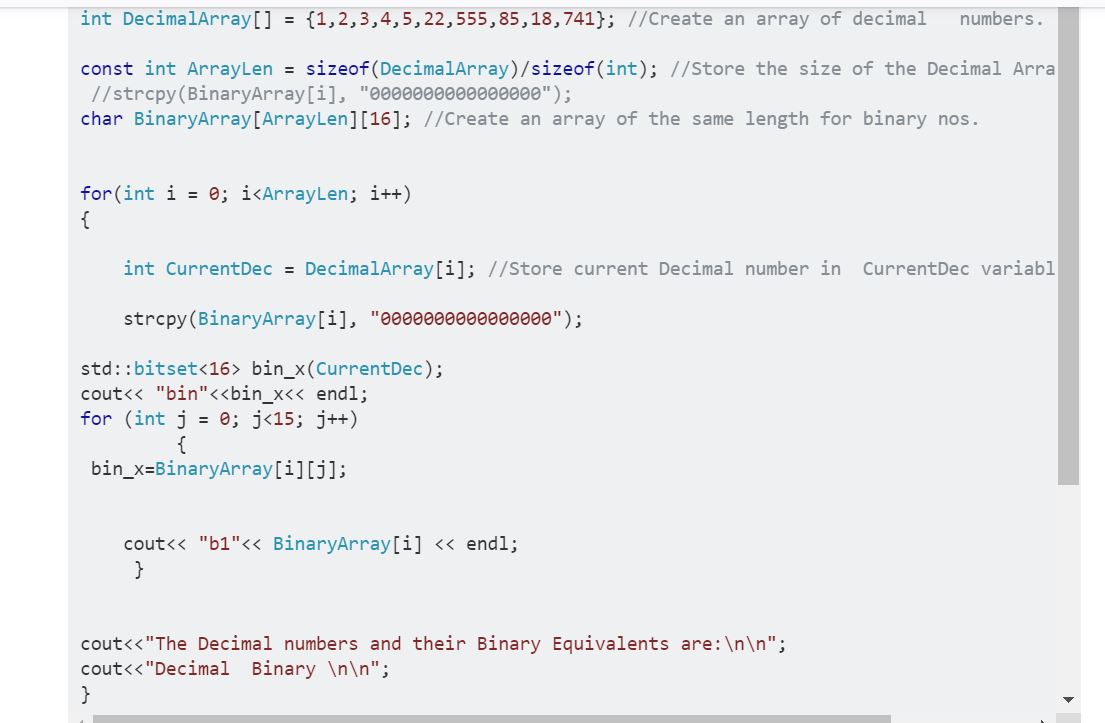 int DecimalArray[] = {1,2,3,4,5,22,555,85,18,741}; //Create an array of decimal   numbers.
const int ArrayLen = sizeof(DecimalArray)/sizeof(int); //Store the size of the Decimal Arra
//strcpy(BinaryArray[i], "0000000000000000");
char BinaryArray[ArrayLen][16]; //Create an array of the same length for binary nos.
for(int i = 0; i<ArrayLen; i++)
{
int CurrentDec = DecimalArray[i]; //Store current Decimal number in  CurrentDec variabl
strcpy(BinaryArray[i], "0000000000000000");
std::bitset<16> bin_x(CurrentDec);
cout<< "bin"<<bin_x<< endl;
for (int j = 0; j<15; j++)
{
bin_x=BinaryArray[i][j];
cout<< "b1"<< BinaryArray[i] << endl;
}
cout<<"The Decimal numbers and their Binary Equivalents are:\n\n";
cout<<"Decimal  Binary \n\n";
}